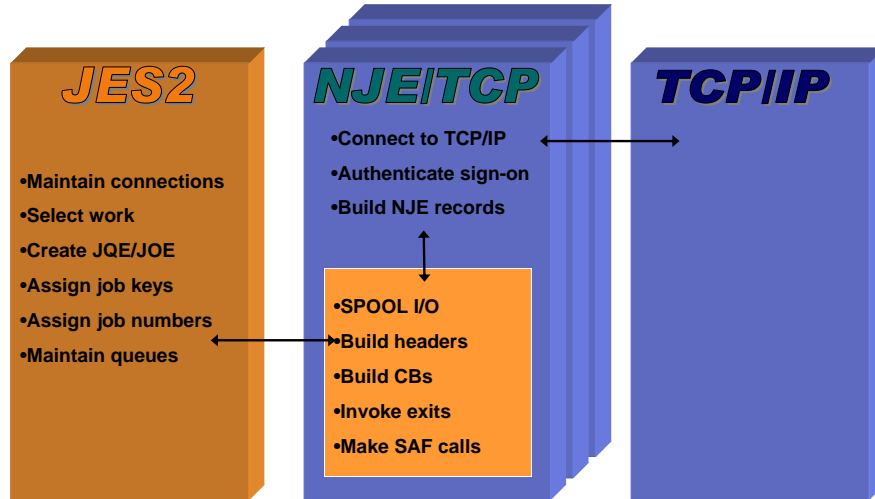 JES2
•Maintain connections
•Select work
•Create JQE/JOE
•Assign job keys
•Assign job numbers
•Maintain queues
NJE/TCP
•Connect to TCP/IP
•Authenticate sign-on
•Build NJE records
•SPOOL I/O
•Build headers
•Build CBs
•Invoke exits
•Make SAF calls
TCP/IP